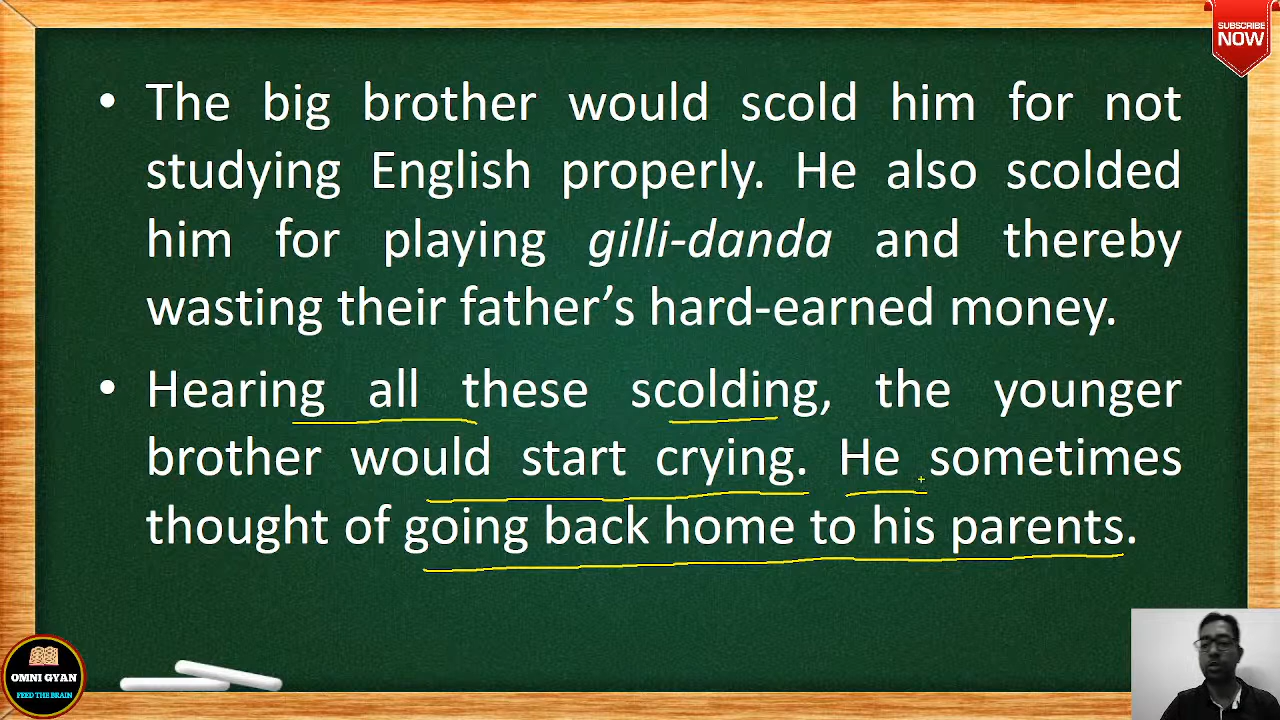 SUBSCRIBE
NOW
• The big brother would scold him for not
studying English properly. He also scolded
him for playing gilli-danda and thereby
wasting their father’s hard-earned money.
• Hearing all these scolding, the younger
brother would start crying. He sometimes
thought of going back home to his parents.
OMNI GYAN
FEED THE BRAIN